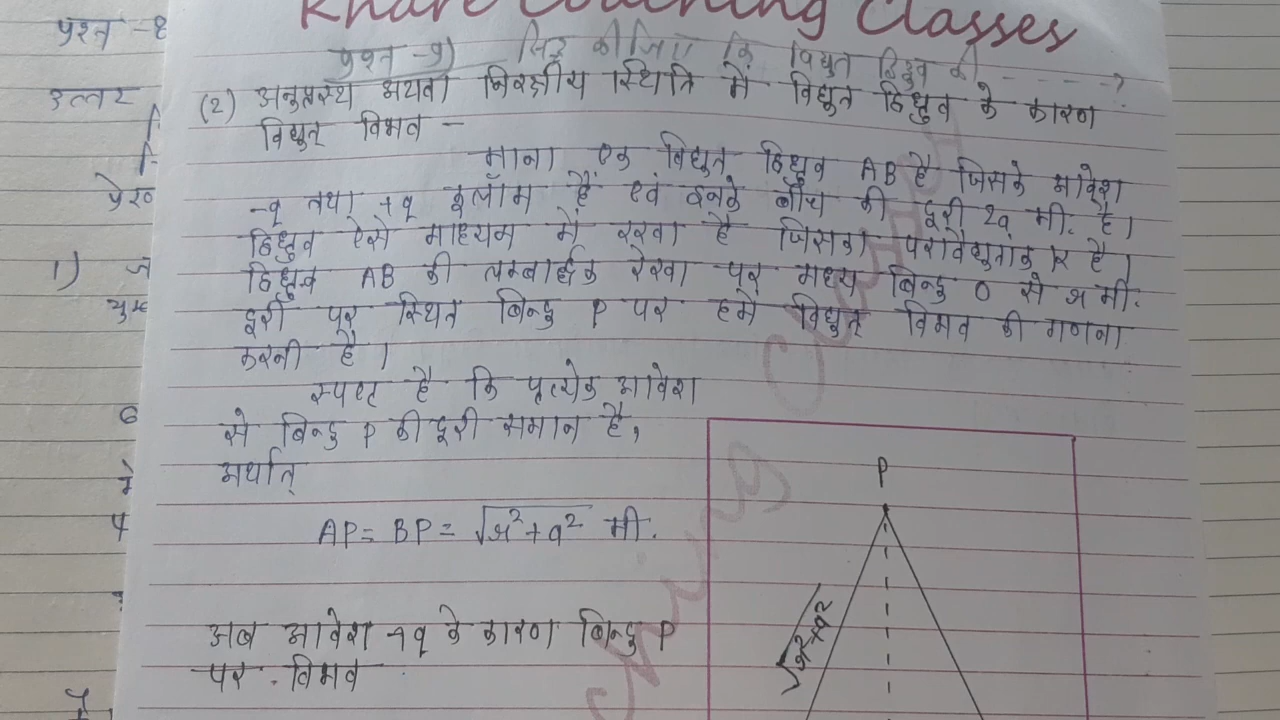 Khare Coaching Classes
प्रश्न -9) सिद्ध कीजिए कि विद्युत द्विध्रुव की - - - - - ?
(2) अनुप्रस्थ अथवा निरक्षीय स्थिति में विद्युत द्विध्रुव के कारण
विद्युत् विभव -
माना एक विद्युत द्विध्रुव AB है जिसके आवेश
-q तथा +q कूलॉम हैं एवं इनके बीच की दूरी 2a मी. है।
द्विध्रुव ऐसे माध्यम में रखा है जिसका परावैद्युतांक K है।
द्विध्रुव AB की लम्बार्द्धक रेखा पर मध्य बिन्दु O से r मी.
दूरी पर स्थित बिन्दु P पर हमें विद्युत् विभव की गणना
करनी है।
स्पष्ट है कि प्रत्येक आवेश
से बिन्दु P की दूरी समान है,
अर्थात्
AP = BP = √r²+a² मी.
अब आवेश +q के कारण बिन्दु P
पर विभव
P
√r²+a²
प्रश्न -8
उत्तर
1)